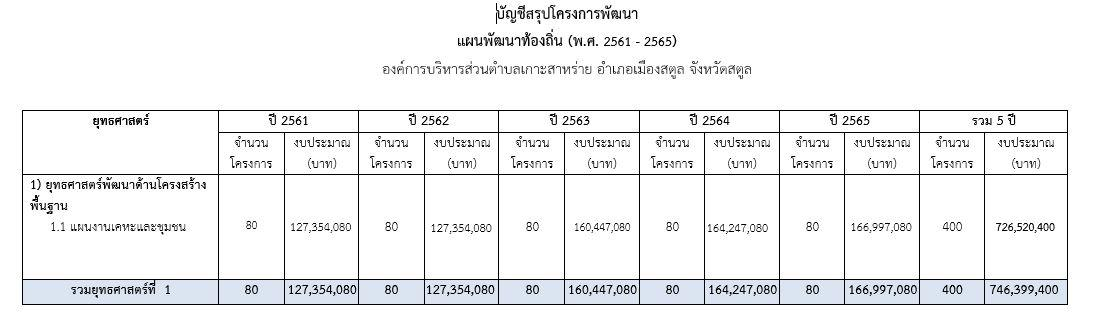 บัญชีสรุปโครงการพัฒนา
แผนพัฒนาท้องถิ่น (พ.ศ. 2561 - 2565)
องค์การบริหารส่วนตำบลเกาะสาหร่าย อำเภอเมืองสตูล จังหวัดสตูล
ยุทธศาสตร์ ปี 2561 ปี 2562 ปี 2563 ปี 2564 ปี 2565 รวม 5 ปี
จำนวน งบประมาณ จำนวน งบประมาณ จำนวน งบประมาณ จำนวน งบประมาณ จำนวน งบประมาณ จำนวน งบประมาณ
โครงการ (บาท) โครงการ (บาท) โครงการ (บาท) โครงการ (บาท) โครงการ (บาท) โครงการ (บาท)
1) ยุทธศาสตร์พัฒนาด้านโครงสร้าง
พื้นฐาน
1.1 แผนงานเคหะและชุมชน 80 127,354,080 80 127,354,080 80 160,447,080 80 164,247,080 80 166,997,080 400 726,520,400
รวมยุทธศาสตร์ที่ 1 80 127,354,080 80 127,354,080 80 160,447,080 80 164,247,080 80 166,997,080 400 746,399,400